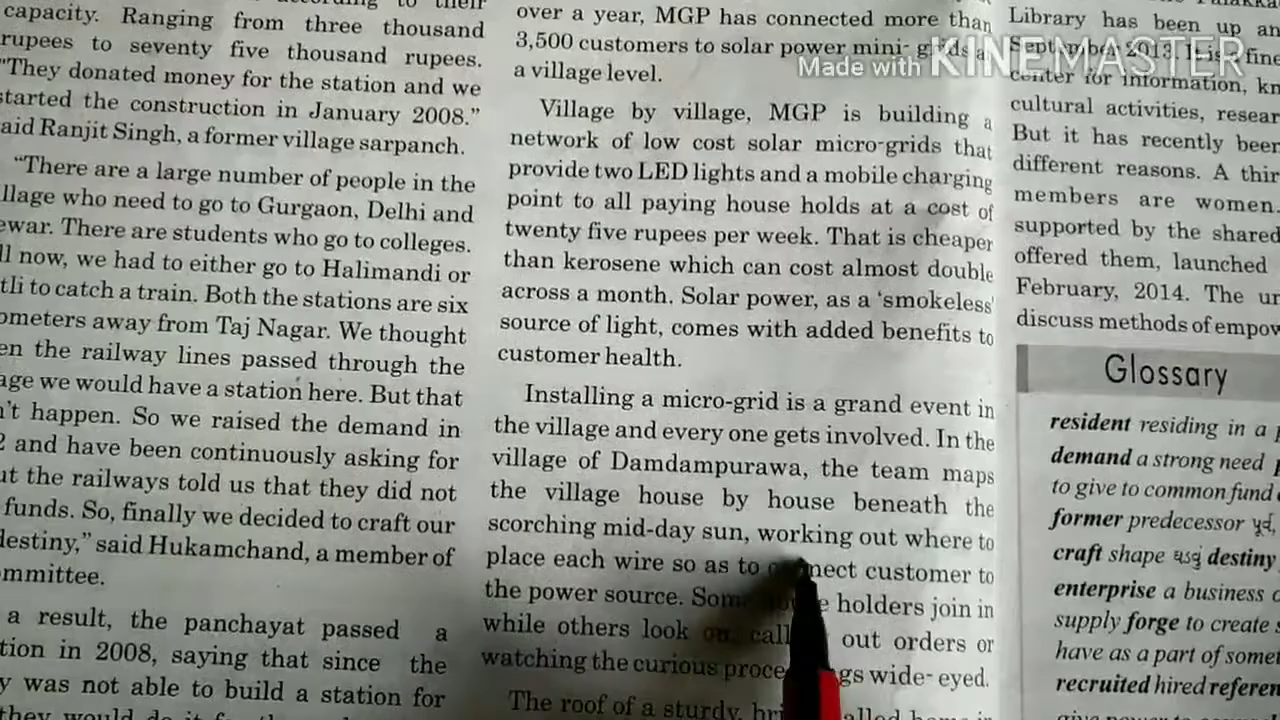 capacity. Ranging from three thousand
rupees to seventy five thousand rupees.
"They donated money for the station and we
started the construction in January 2008."
aid Ranjit Singh, a former village sarpanch.
"There are a large number of people in the
llage who need to go to Gurgaon, Delhi and
ewar. There are students who go to colleges.
ll now, we had to either go to Halimandi or
tli to catch a train. Both the stations are six
ometers away from Taj Nagar. We thought
en the railway lines passed through the
age we would have a station here. But that
n't happen. So we raised the demand in
2 and have been continuously asking for
ut the railways told us that they did not
funds. So, finally we decided to craft our
destiny," said Hukamchand, a member of
ommittee.
a result, the panchayat passed a
tion in 2008, saying that since the
y was not able to build a station for
they would do it for the
over a year, MGP has connected more than
3,500 customers to solar power mini- grids a
a village level.
Village by village, MGP is building a
network of low cost solar micro-grids that
provide two LED lights and a mobile charging
point to all paying house holds at a cost of
twenty five rupees per week. That is cheaper
than kerosene which can cost almost double
across a month. Solar power, as a 'smokeless'
source of light, comes with added benefits to
customer health.
Installing a micro-grid is a grand event in
the village and every one gets involved. In the
village of Damdampurawa, the team maps
the village house by house beneath the
scorching mid-day sun, working out where to
place each wire so as to connect customer to
the power source. Some holders join in
while others look on, out orders or
watching the curious wide- eyed.
The roof of a sturdy, home in
Library has been up an
September 2013. It is a fine
center for information, kn
cultural activities, resear
But it has recently been
different reasons. A thir
members are women.
supported by the shared
offered them, launched
February, 2014. The ur
discuss methods of empow
Glossary
resident residing in a p
demand a strong need p
to give to common fund
former predecessor પૂર્વ,
craft shape ઘડવું destiny
enterprise a business o
supply forge to create s
have as a part of somet
recruited hired referen
Made with KINEMASTER